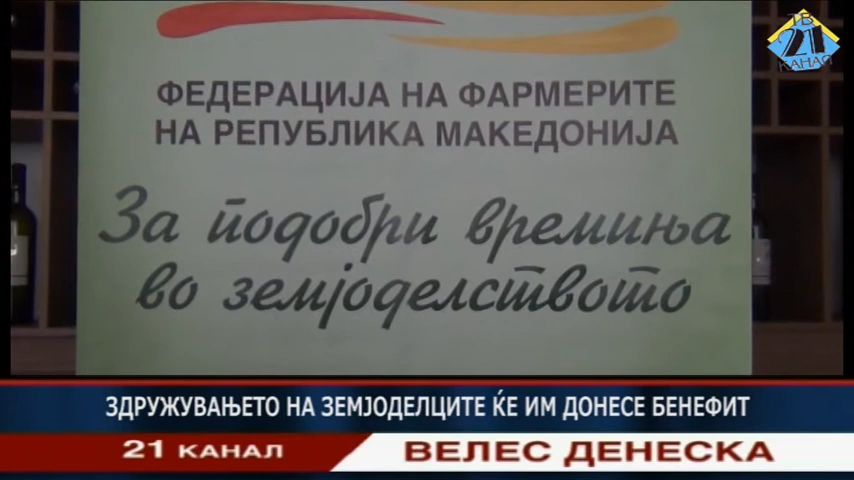 ТВ
21
КАНАЛ
ФЕДЕРАЦИЈА НА ФАРМЕРИТЕ
НА РЕПУБЛИКА МАКЕДОНИЈА
За подобри времиња
во земјоделството
ЗДРУЖУВАЊЕТО НА ЗЕМЈОДЕЛЦИТЕ ЌЕ ИМ ДОНЕСЕ БЕНЕФИТ
21 КАНАЛ
ВЕЛЕС ДЕНЕСКА